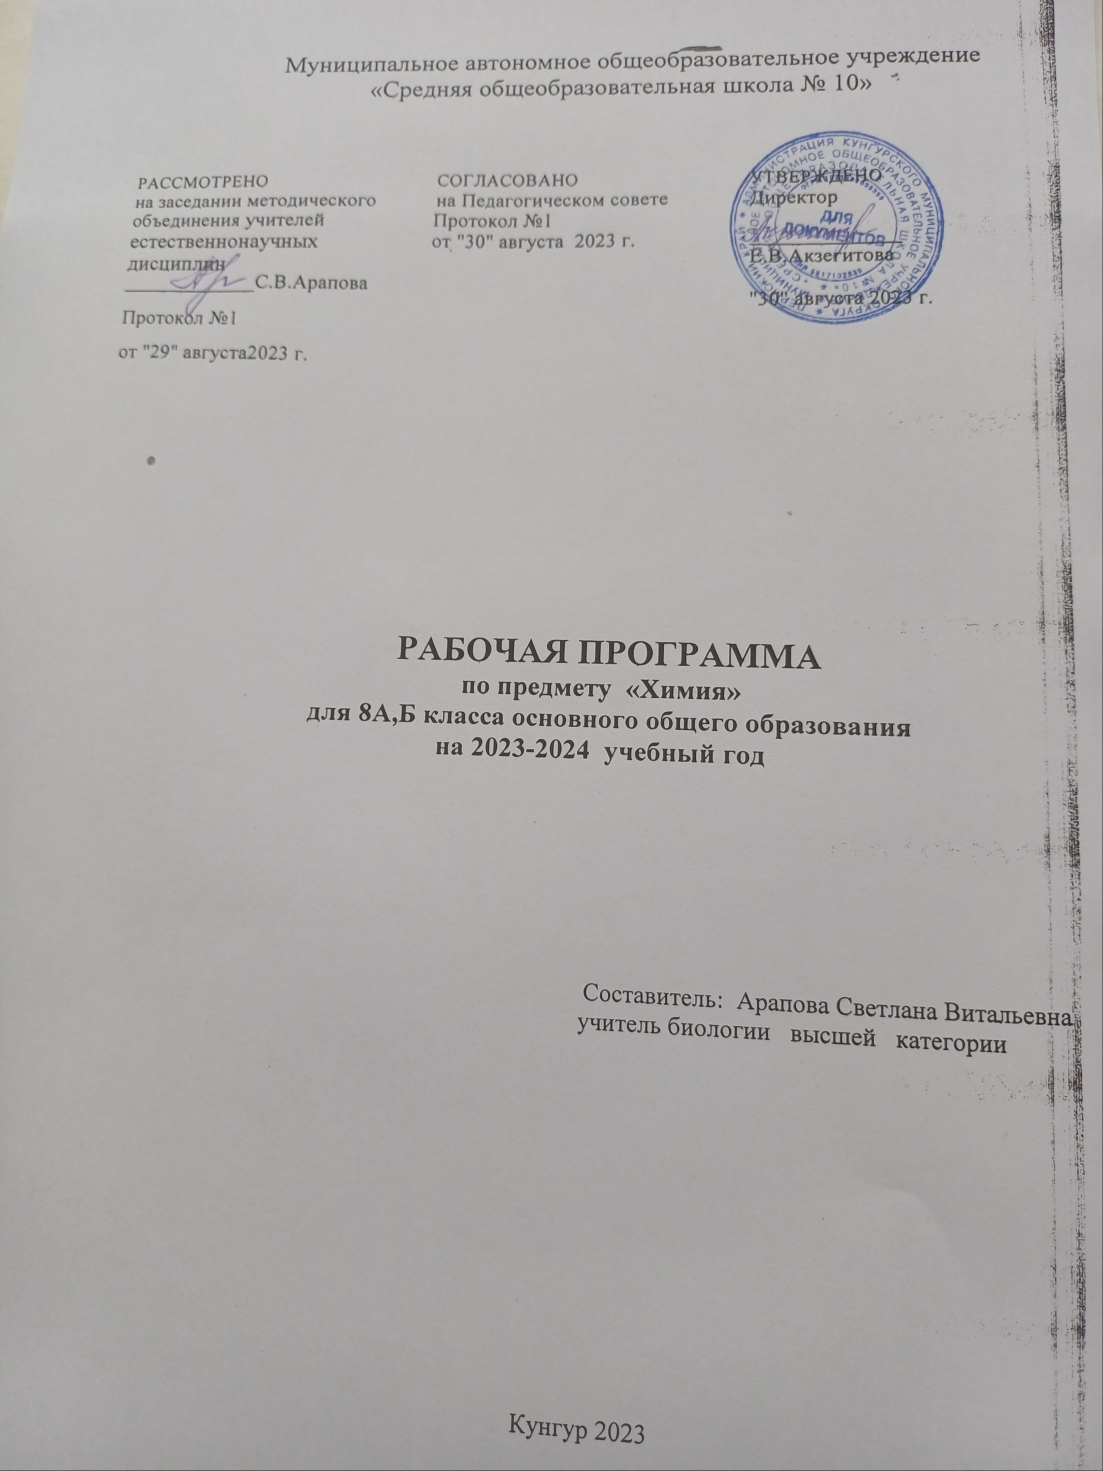 Муниципальное автономное общеобразовательное учреждение
«Средняя общеобразовательная школа № 10»
РАССМОТРЕНО
на заседании методического
объединения учителей
естественнонаучных
дисциплин
С.В.Арапова
Протокол №1
от "29" августа2023 г.
СОГЛАСОВАНО
на Педагогическом совете
Протокол №1
от "30" августа 2023 г.
УТВЕРЖДЕНО
Директор
ДЛЯ
ДОКУМЕНТОВ
Е.В.Акзегитова
"30" августа 2023 г.
РАБОЧАЯ ПРОГРАММА
по предмету «Химия»
для 8А,Б класса основного общего образования
на 2023-2024 учебный год
Составитель: Арапова Светлана Витальевна,
учитель биологии высшей категории
Кунгур 2023